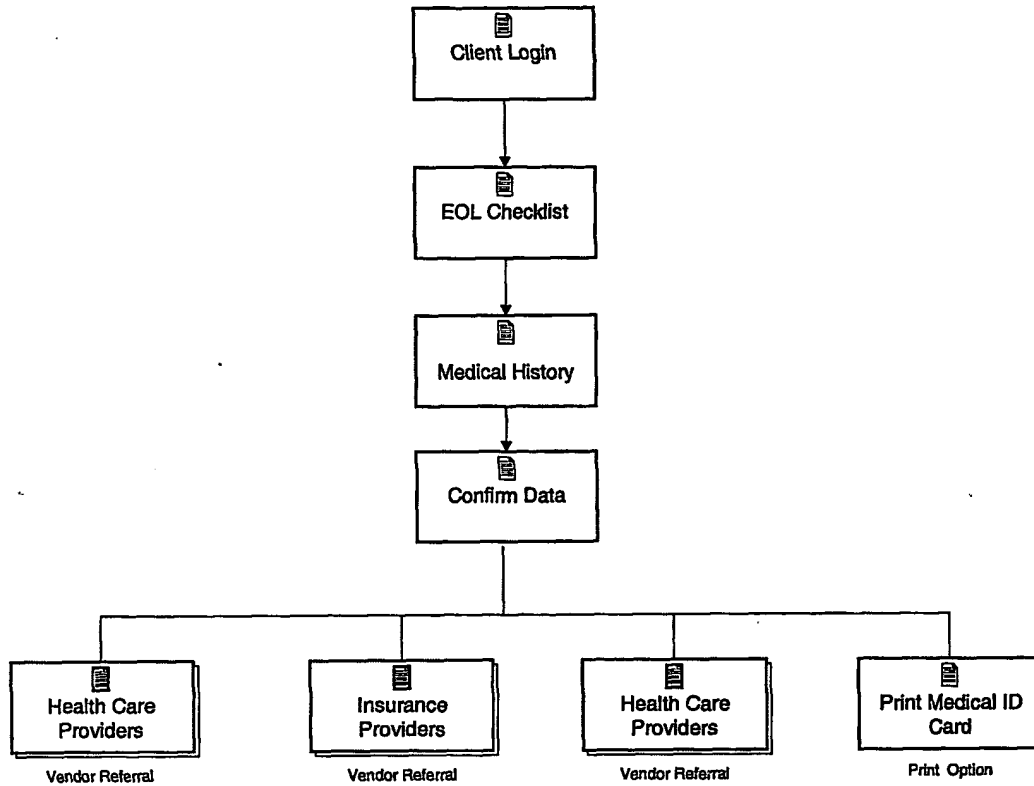 Client Login
EOL Checklist
Medical History
Confirm Data
Health Care
Providers
Vendor Referral
Insurance
Providers
Vendor Referral
Health Care
Providers
Vendor Referral
Print Medical ID
Card
Print Option